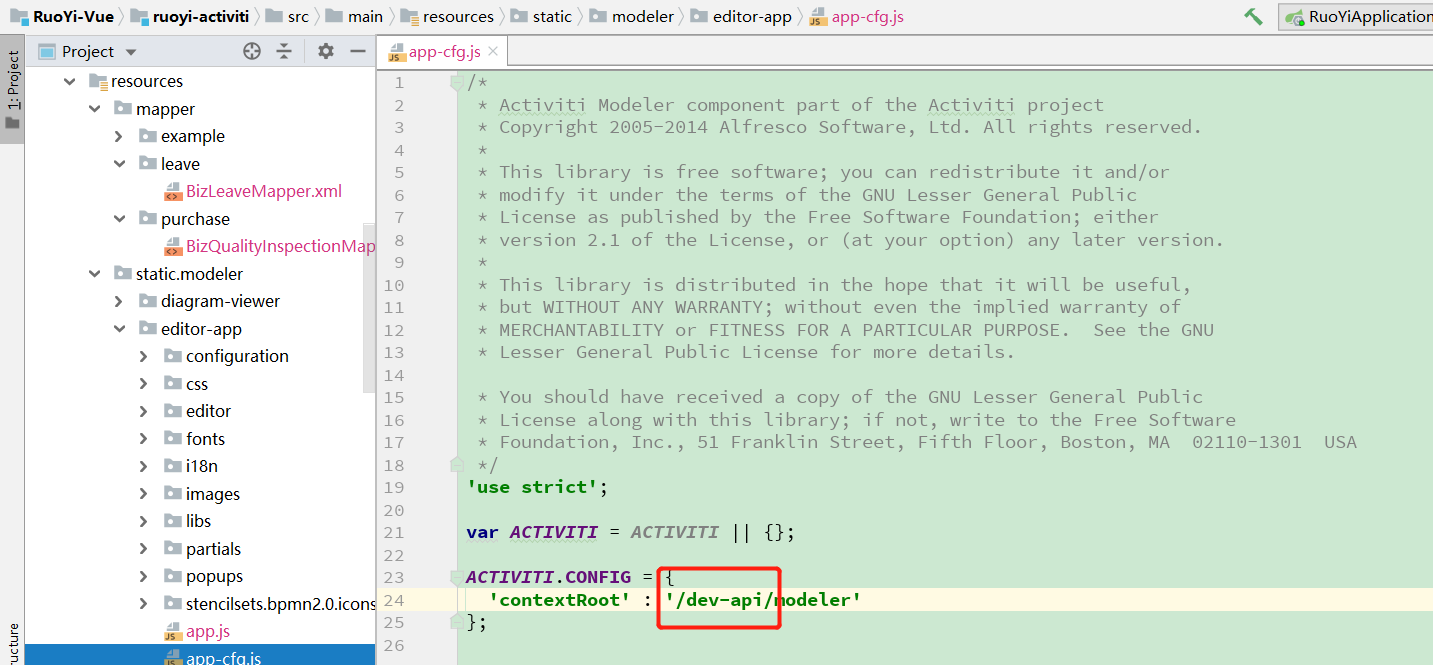 RuoYi-Vue ruoyi-activiti src main resources static modeler editor-app app-cfg.js RuoYiApplication
1: Project
Project
app-cfg.js
resources
mapper
example
leave
BizLeaveMapper.xml
purchase
BizQualityInspectionMap
static.modeler
diagram-viewer
editor-app
configuration
css
editor
fonts
i18n
images
libs
partials
popups
stencilsets.bpmn2.0.icons
app.js
app-cfg.js
ucture
1 /*
2 * Activiti Modeler component part of the Activiti project
3 * Copyright 2005-2014 Alfresco Software, Ltd. All rights reserved.
4 *
5 * This library is free software; you can redistribute it and/or
6 * modify it under the terms of the GNU Lesser General Public
7 * License as published by the Free Software Foundation; either
8 * version 2.1 of the License, or (at your option) any later version.
9 *
10 * This library is distributed in the hope that it will be useful,
11 * but WITHOUT ANY WARRANTY; without even the implied warranty of
12 * MERCHANTABILITY or FITNESS FOR A PARTICULAR PURPOSE.  See the GNU
13 * Lesser General Public License for more details.
14
15 * You should have received a copy of the GNU Lesser General Public
16 * License along with this library; if not, write to the Free Software
17 * Foundation, Inc., 51 Franklin Street, Fifth Floor, Boston, MA  02110-1301  USA
18 */
19 'use strict';
20
21 var ACTIVITI = ACTIVITI || {};
22
23 ACTIVITI.CONFIG = {
24 'contextRoot' : '/dev-api/modeler'
25 };
26